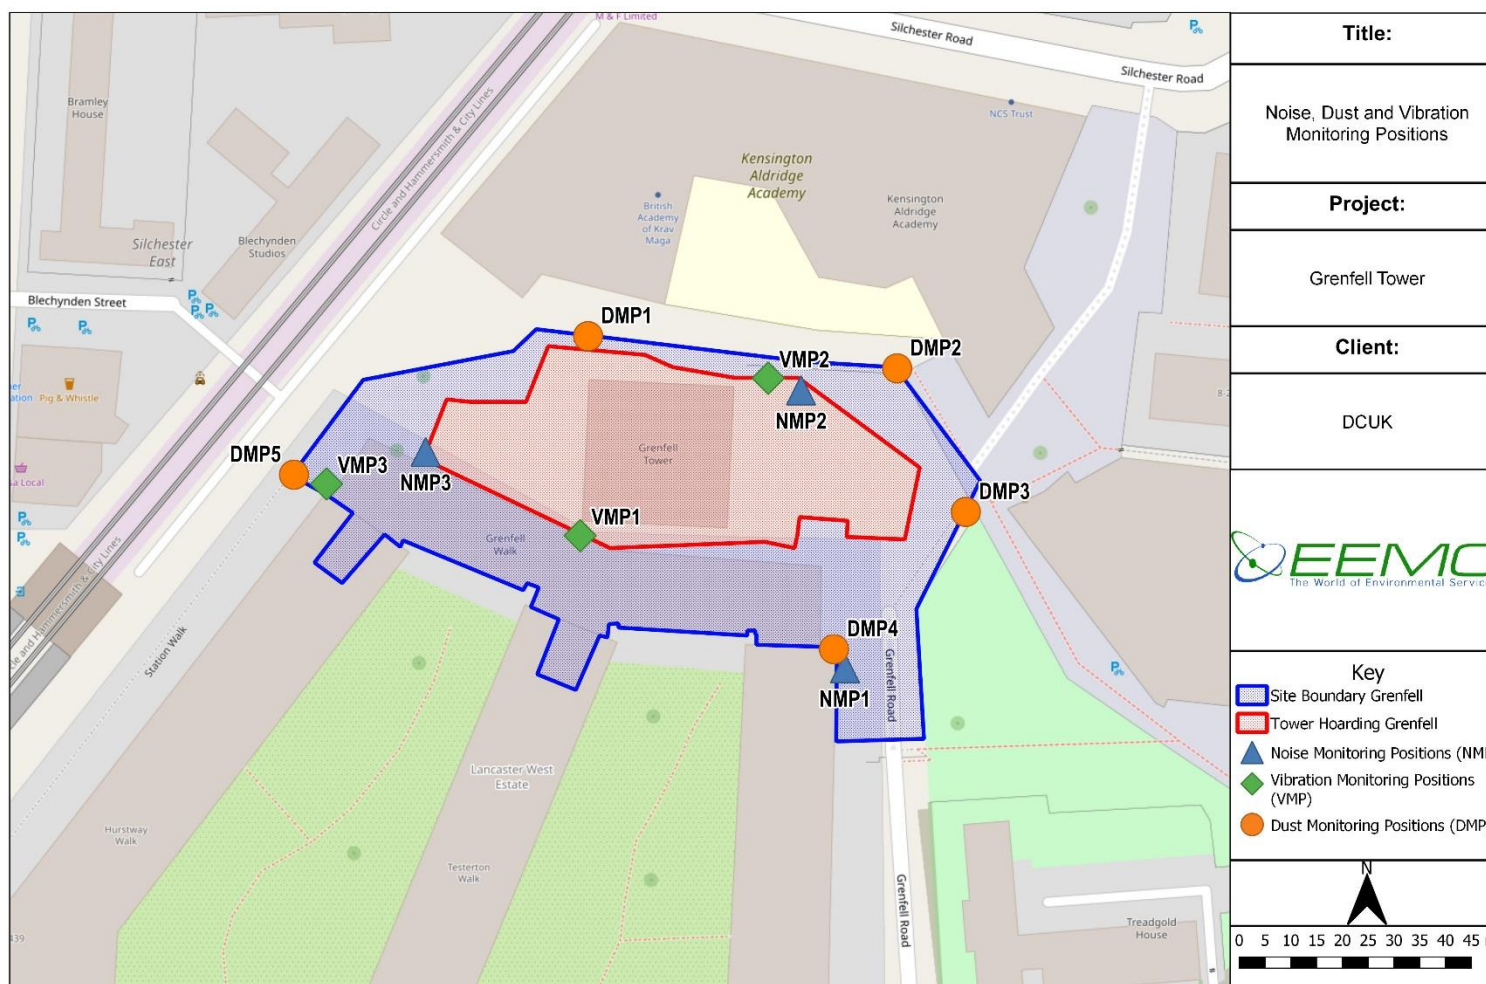 M & F Limited
Silchester Road
Silchester Road
Bramley
House
NCS Trust
Circle and Hammersmith & City Lines
Kensington
Aldridge
Academy
British
Academy
of Krav
Maga
Kensington
Aldridge
Academy
Silchester
East
Blechynden
Studios
Blechynden Street
DMP1
DMP2
VMP2
NMP2
Pig & Whistle
Grenfell
Tower
DMP5
VMP3
NMP3
DMP3
VMP1
Grenfell
Walk
Local
Circle and Hammersmith & City Lines
Station Walk
DMP4
NMP1
Grenfell Road
Lancaster West
Estate
Hurstway
Walk
Testerton
Walk
Grenfell Road
Treadgold
House
439
Title:
Noise, Dust and Vibration
Monitoring Positions
Project:
Grenfell Tower
Client:
DCUK
EEMC
The World of Environmental Servic
Key
Site Boundary Grenfell
Tower Hoarding Grenfell
Noise Monitoring Positions (NM
Vibration Monitoring Positions
(VMP)
Dust Monitoring Positions (DMP
N
0 5 10 15 20 25 30 35 40 45